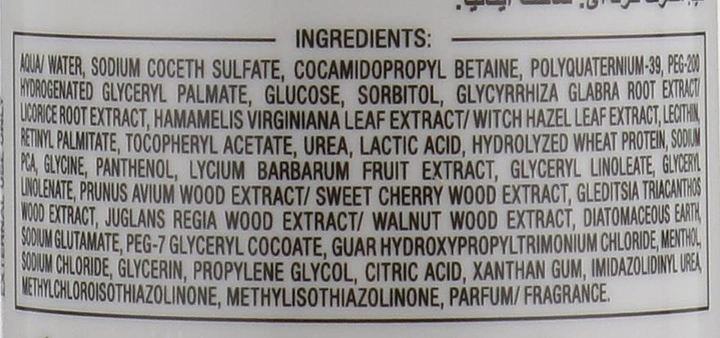 INGREDIENTS:
AQUA/ WATER, SODIUM COCETH SULFATE, COCAMIDOPROPYL BETAINE, POLYQUATERNIUM-39, PEG-200
HYDROGENATED GLYCERYL PALMATE, GLUCOSE, SORBITOL, GLYCYRRHIZA GLABRA ROOT EXTRACT/
LICORICE ROOT EXTRACT, HAMAMELIS VIRGINIANA LEAF EXTRACT/ WITCH HAZEL LEAF EXTRACT, LECITHIN,
RETINYL PALMITATE, TOCOPHERYL ACETATE, UREA, LACTIC ACID, HYDROLYZED WHEAT PROTEIN, SODIUM
PCA, GLYCINE, PANTHENOL, LYCIUM BARBARUM FRUIT EXTRACT, GLYCERYL LINOLEATE, GLYCERYL
LINOLENATE, PRUNUS AVIUM WOOD EXTRACT/ SWEET CHERRY WOOD EXTRACT, GLEDITSIA TRIACANTHOS
WOOD EXTRACT, JUGLANS REGIA WOOD EXTRACT/ WALNUT WOOD EXTRACT, DIATOMACEOUS EARTH,
SODIUM GLUTAMATE, PEG-7 GLYCERYL COCOATE, GUAR HYDROXYPROPYLTRIMONIUM CHLORIDE, MENTHOL,
SODIUM CHLORIDE, GLYCERIN, PROPYLENE GLYCOL, CITRIC ACID, XANTHAN GUM, IMIDAZOLIDINYL UREA,
METHYLCHLOROISOTHIAZOLINONE, METHYLISOTHIAZOLINONE, PARFUM/ FRAGRANCE.